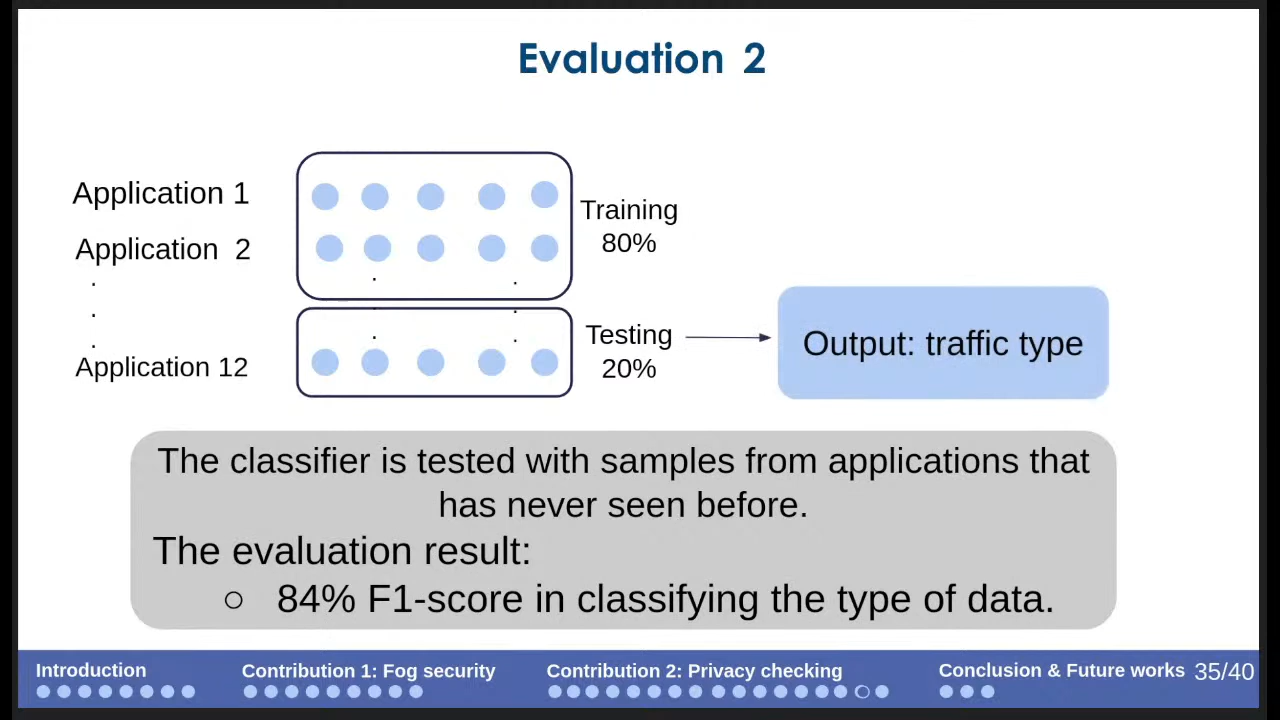 Evaluation 2
Application 1
Application 2
.
.
.
Application 12
Training
80%
Testing
20%
Output: traffic type
The classifier is tested with samples from applications that
has never seen before.
The evaluation result:
○ 84% F1-score in classifying the type of data.
Introduction
Contribution 1: Fog security
Contribution 2: Privacy checking
Conclusion & Future works
35/40